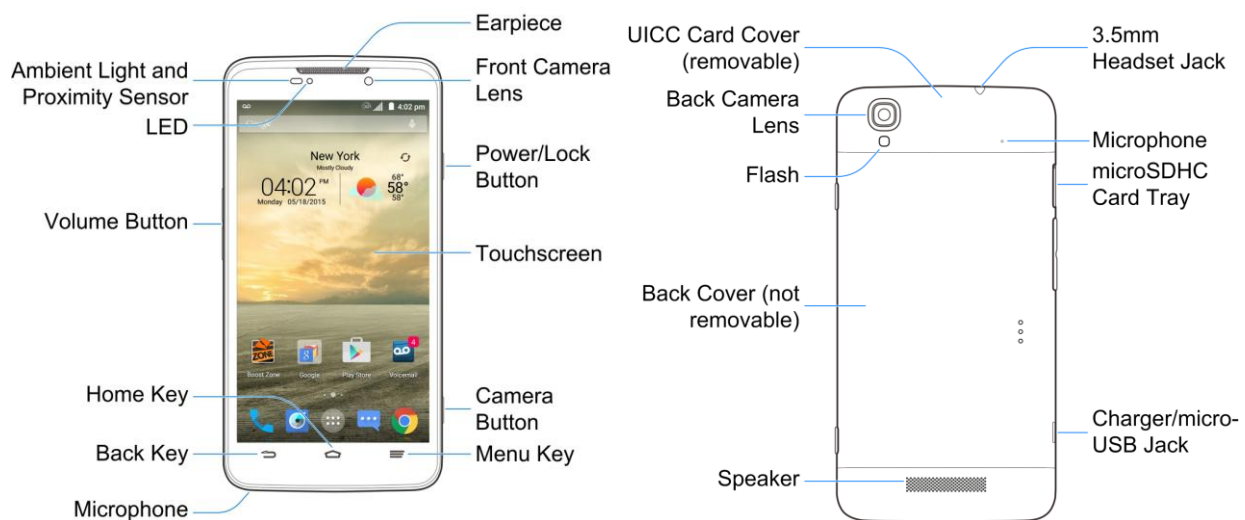 Earpiece
Ambient Light and
Proximity Sensor
Front Camera
Lens
LED
4:02 pm
New York
Mostly Cloudy
04:02 PM
Monday 05/18/2015
68°
58°
58°
Power/Lock
Button
Volume Button
Touchscreen
ZONE
4
Boost Zone
Google
Play Store
Voicemail
Home Key
Camera
Button
Back Key
Menu Key
Microphone
UICC Card Cover
(removable)
3.5mm
Headset Jack
Back Camera
Lens
Microphone
Flash
microSDHC
Card Tray
Back Cover (not
removable)
Charger/micro-
USB Jack
Speaker